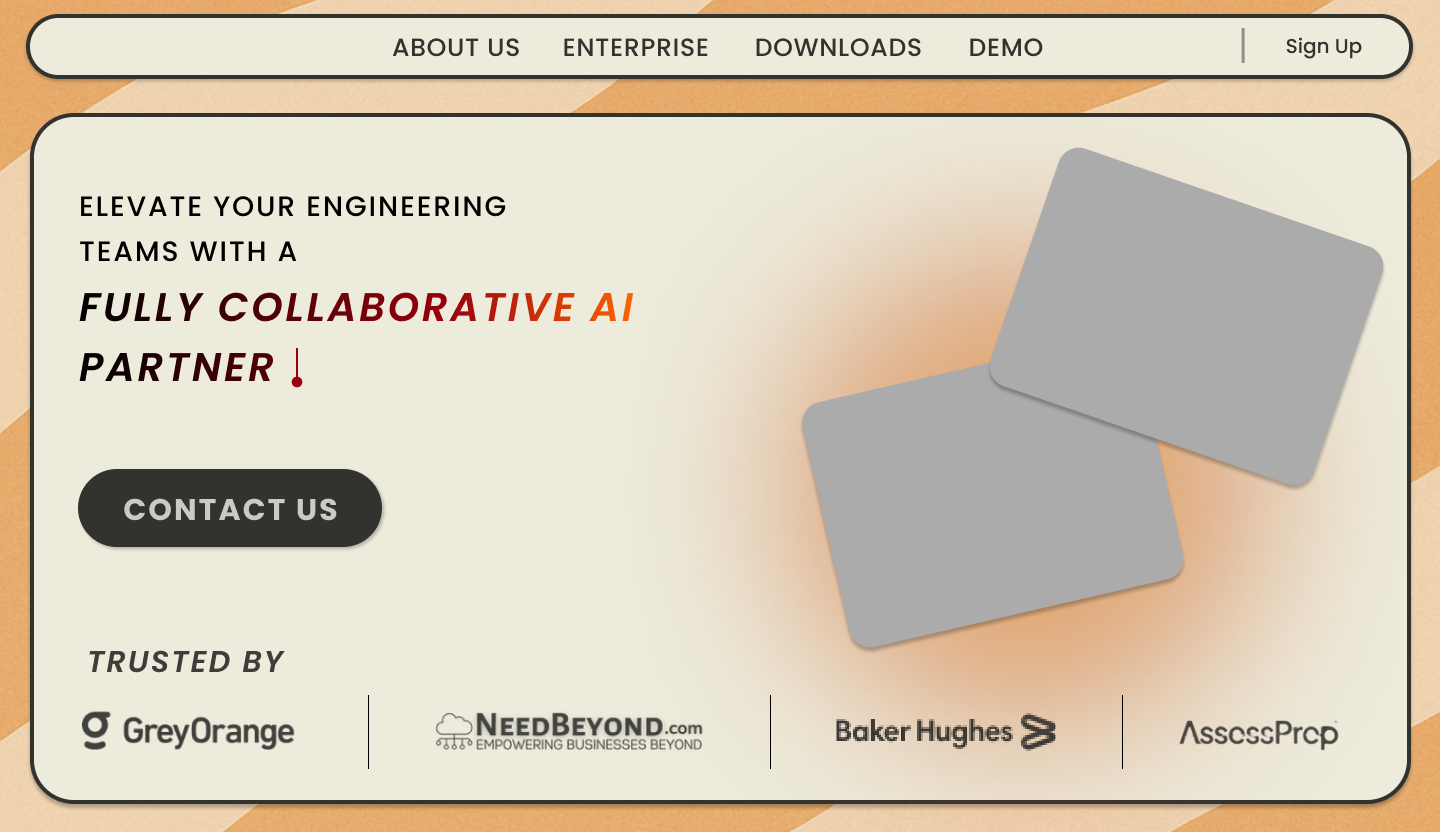 ABOUT US ENTERPRISE DOWNLOADS DEMO Sign Up
ELEVATE YOUR ENGINEERING
TEAMS WITH A
FULLY COLLABORATIVE AI
PARTNER
CONTACT US
TRUSTED BY
GreyOrange
NEEDBEYOND.com
EMPOWERING BUSINESSES BEYOND
Baker Hughes
AssessPrep